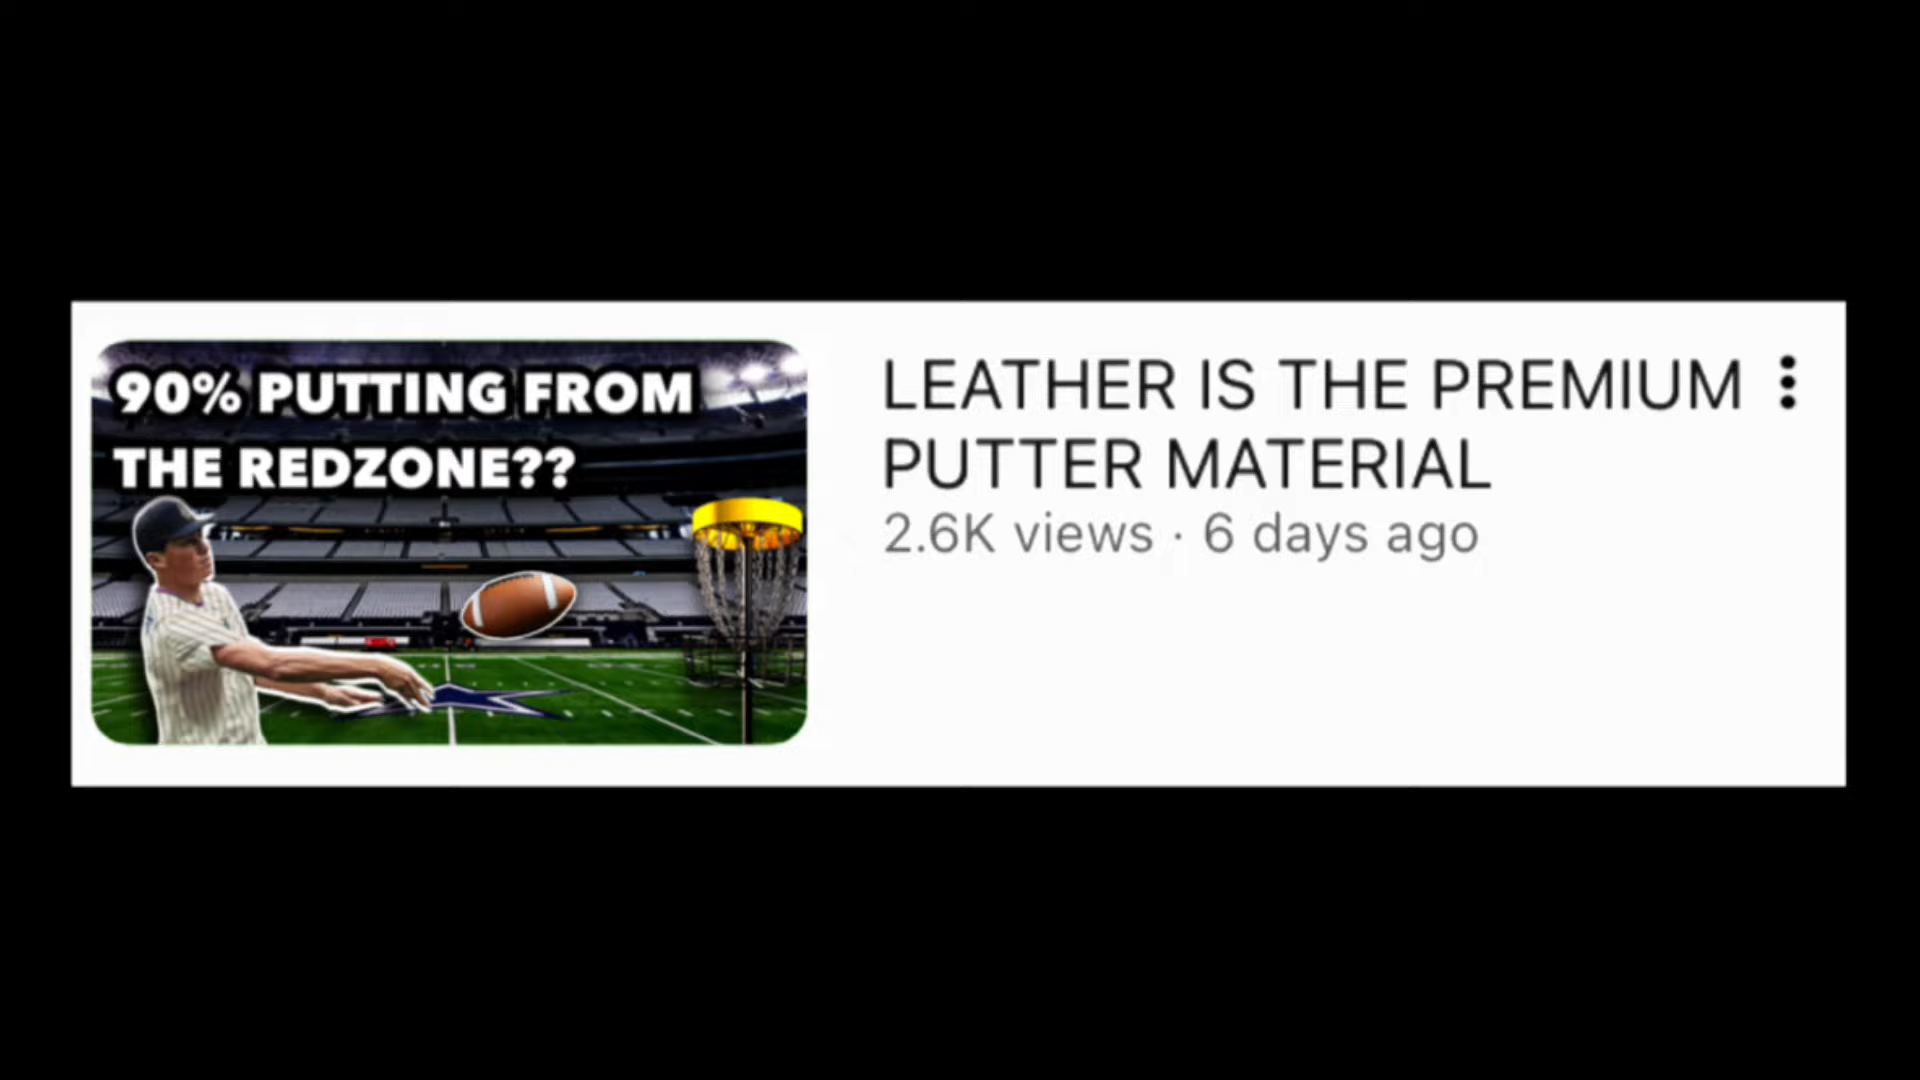 90% PUTTING FROM
THE REDZONE??
LEATHER IS THE PREMIUM
PUTTER MATERIAL
2.6K views · 6 days ago